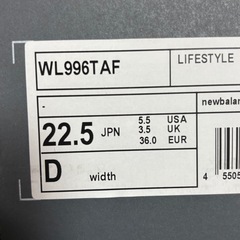 WL996TAF LIFESTYLE
- newbalan
22.5 JPN 5.5 USA
3.5 UK
36.0 EUR
D width
4 5505